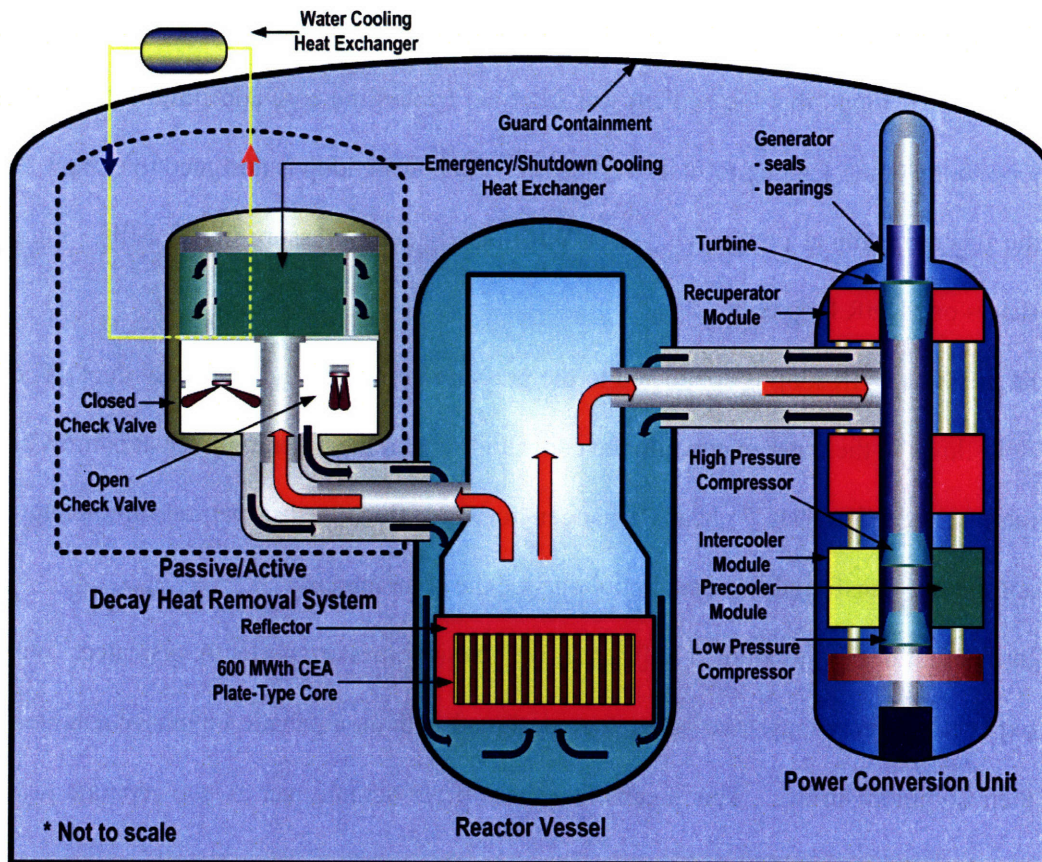 Water Cooling
Heat Exchanger
Guard Containment
Emergency/Shutdown Cooling
Heat Exchanger
Generator
- seals
- bearings
Turbine
Recuperator
Module
Closed
Check Valve
Open
Check Valve
High Pressure
Compressor
Intercooler
Module
Precooler
Module
Low Pressure
Compressor
Passive/Active
Decay Heat Removal System
Reflector
600 MWth CEA
Plate-Type Core
Power Conversion Unit
Reactor Vessel
* Not to scale